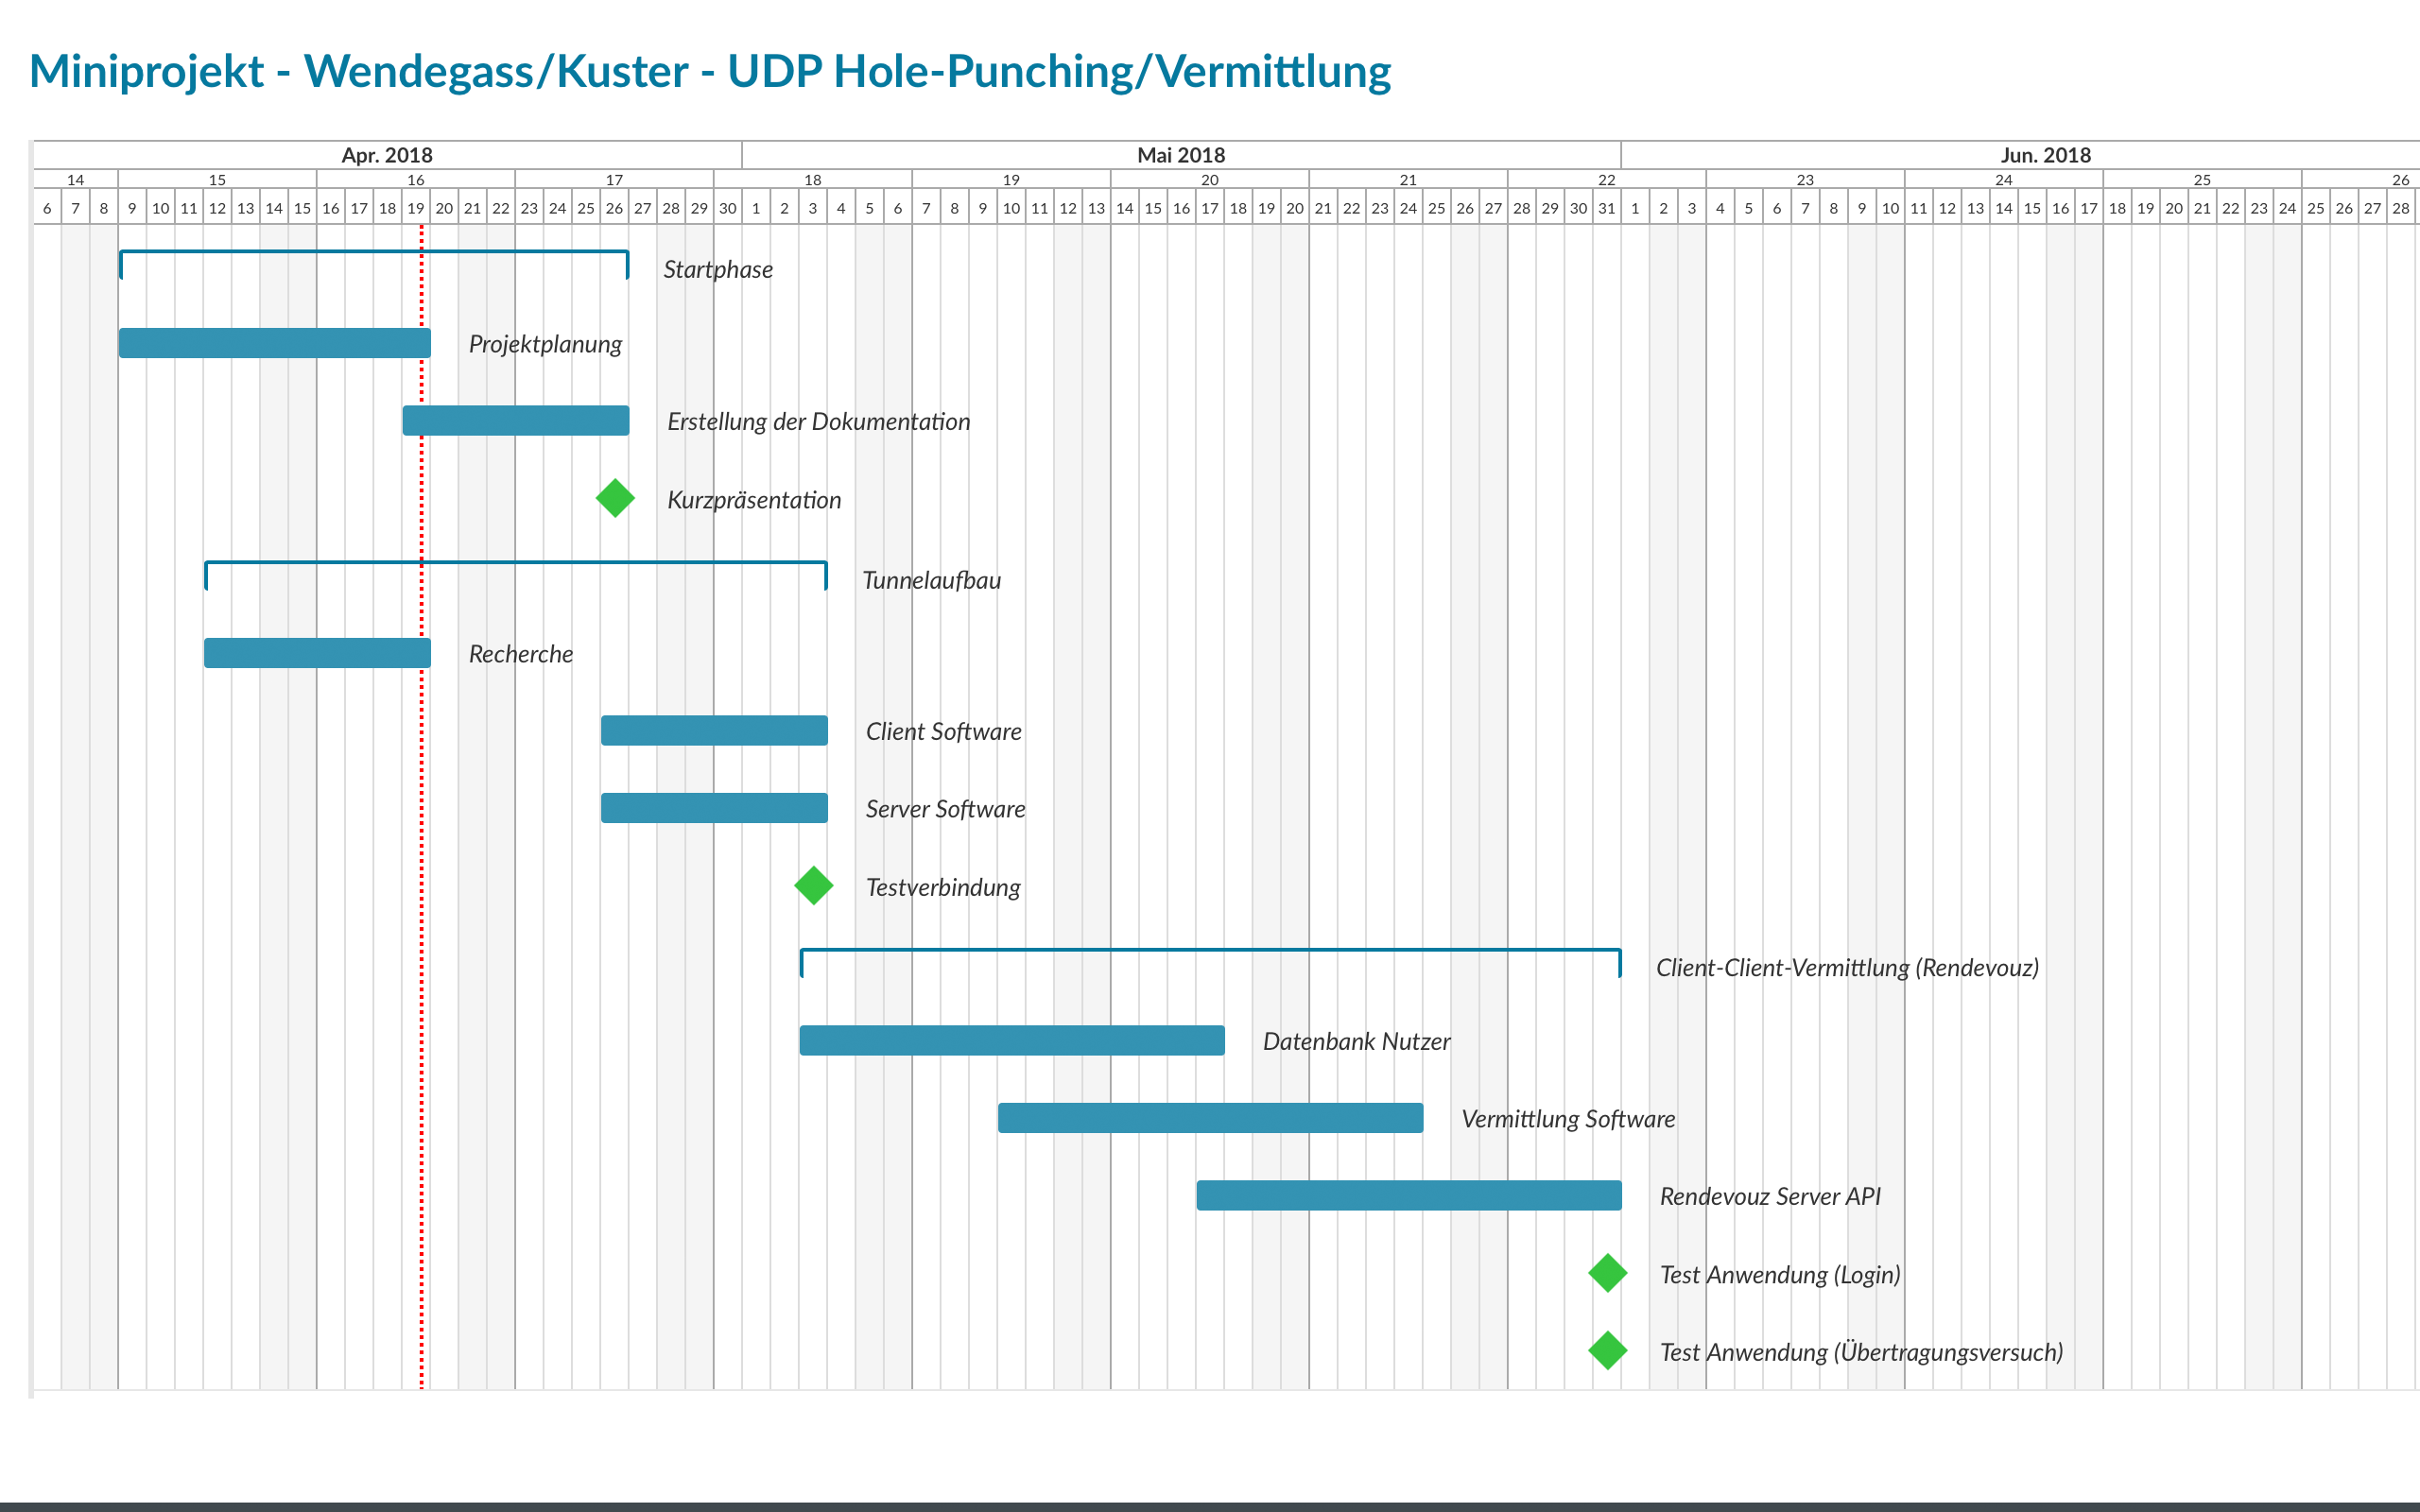 Miniprojekt - Wendegass/Kuster - UDP Hole-Punching/Vermittlung
Apr. 2018 Mai 2018 Jun. 2018
14 15 16 17 18 19 20 21 22 23 24 25 26
6 7 8 9 10 11 12 13 14 15 16 17 18 19 20 21 22 23 24 25 26 27 28 29 30 1 2 3 4 5 6 7 8 9 10 11 12 13 14 15 16 17 18 19 20 21 22 23 24 25 26 27 28 29 30 31 1 2 3 4 5 6 7 8 9 10 11 12 13 14 15 16 17 18 19 20 21 22 23 24 25 26 27 28
Startphase
Projektplanung
Erstellung der Dokumentation
Kurzpräsentation
Tunnelaufbau
Recherche
Client Software
Server Software
Testverbindung
Client-Client-Vermittlung (Rendevouz)
Datenbank Nutzer
Vermittlung Software
Rendevouz Server API
Test Anwendung (Login)
Test Anwendung (Übertragungsversuch)